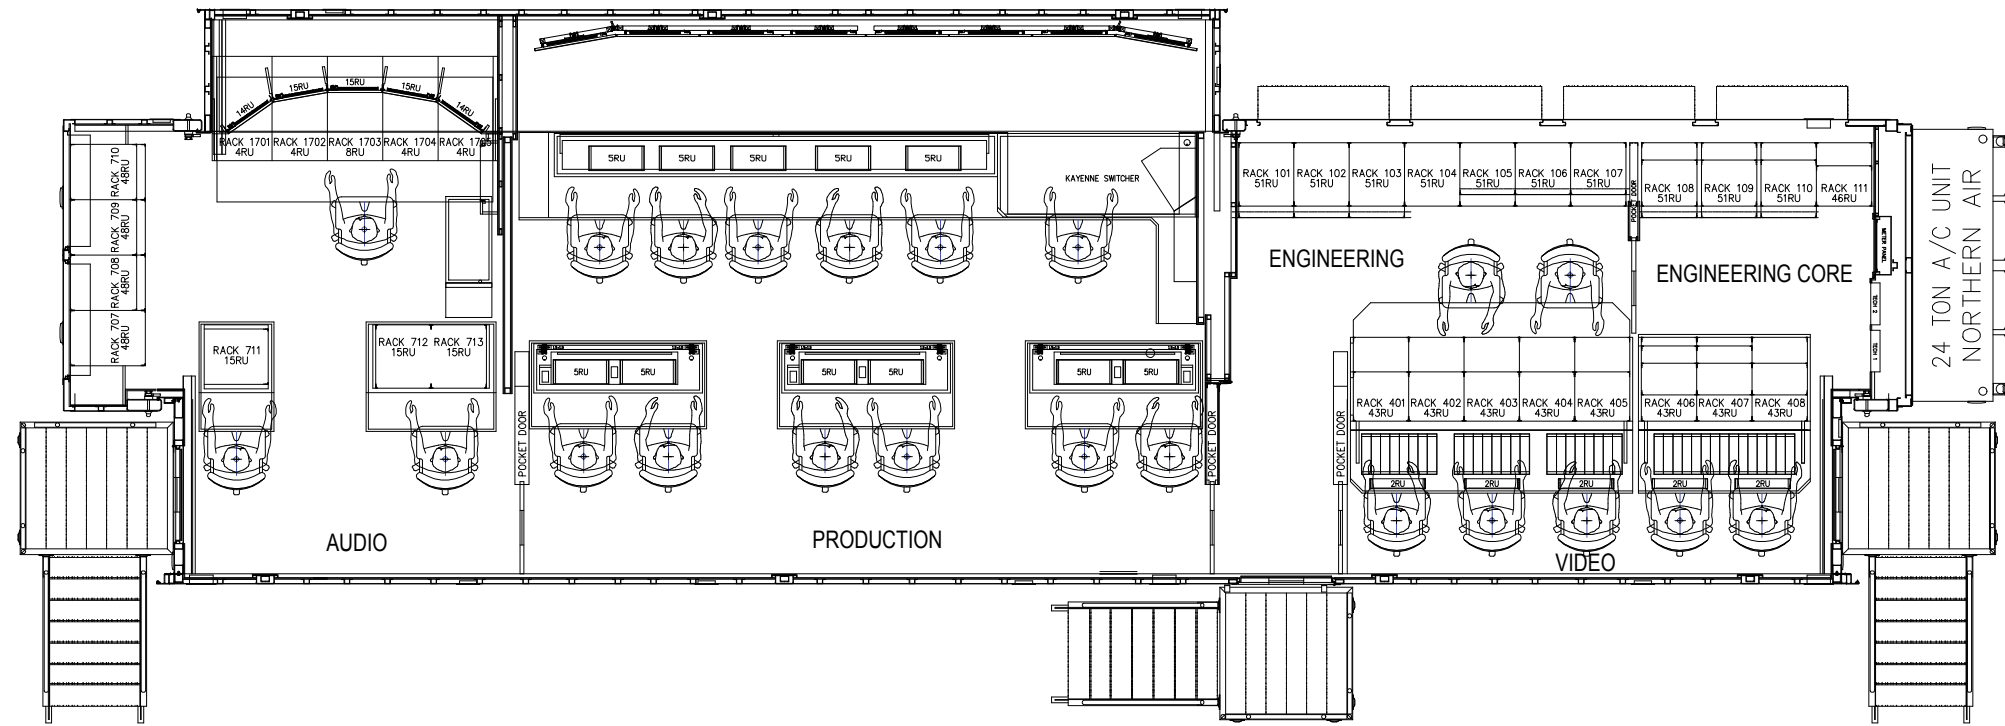 14RU
15RU
15RU
15RU
14RU
RACK 1701
4RU
RACK 1702
4RU
RACK 1703
8RU
RACK 1704
4RU
RACK 1705
4RU
RACK 710
48RU
RACK 709
48RU
RACK 708
48RU
RACK 707
48RU
RACK 711
15RU
RACK 712
15RU
RACK 713
15RU
AUDIO
5RU
5RU
5RU
5RU
5RU
KAYENNE SWITCHER
5RU
5RU
5RU
5RU
5RU
5RU
POCKET DOOR
PRODUCTION
POCKET DOOR
RACK 101
51RU
RACK 102
51RU
RACK 103
51RU
RACK 104
51RU
RACK 105
51RU
RACK 106
51RU
RACK 107
51RU
POCKET DOOR
RACK 108
51RU
RACK 109
51RU
RACK 110
51RU
RACK 111
46RU
ENGINEERING
ENGINEERING CORE
METER PANEL
TECH 2
TECH 1
24 TON A/C UNIT
NORTHERN AIR
POCKET DOOR
RACK 401
43RU
RACK 402
43RU
RACK 403
43RU
RACK 404
43RU
RACK 405
43RU
RACK 406
43RU
RACK 407
43RU
RACK 408
43RU
2RU
2RU
2RU
2RU
2RU
VIDEO